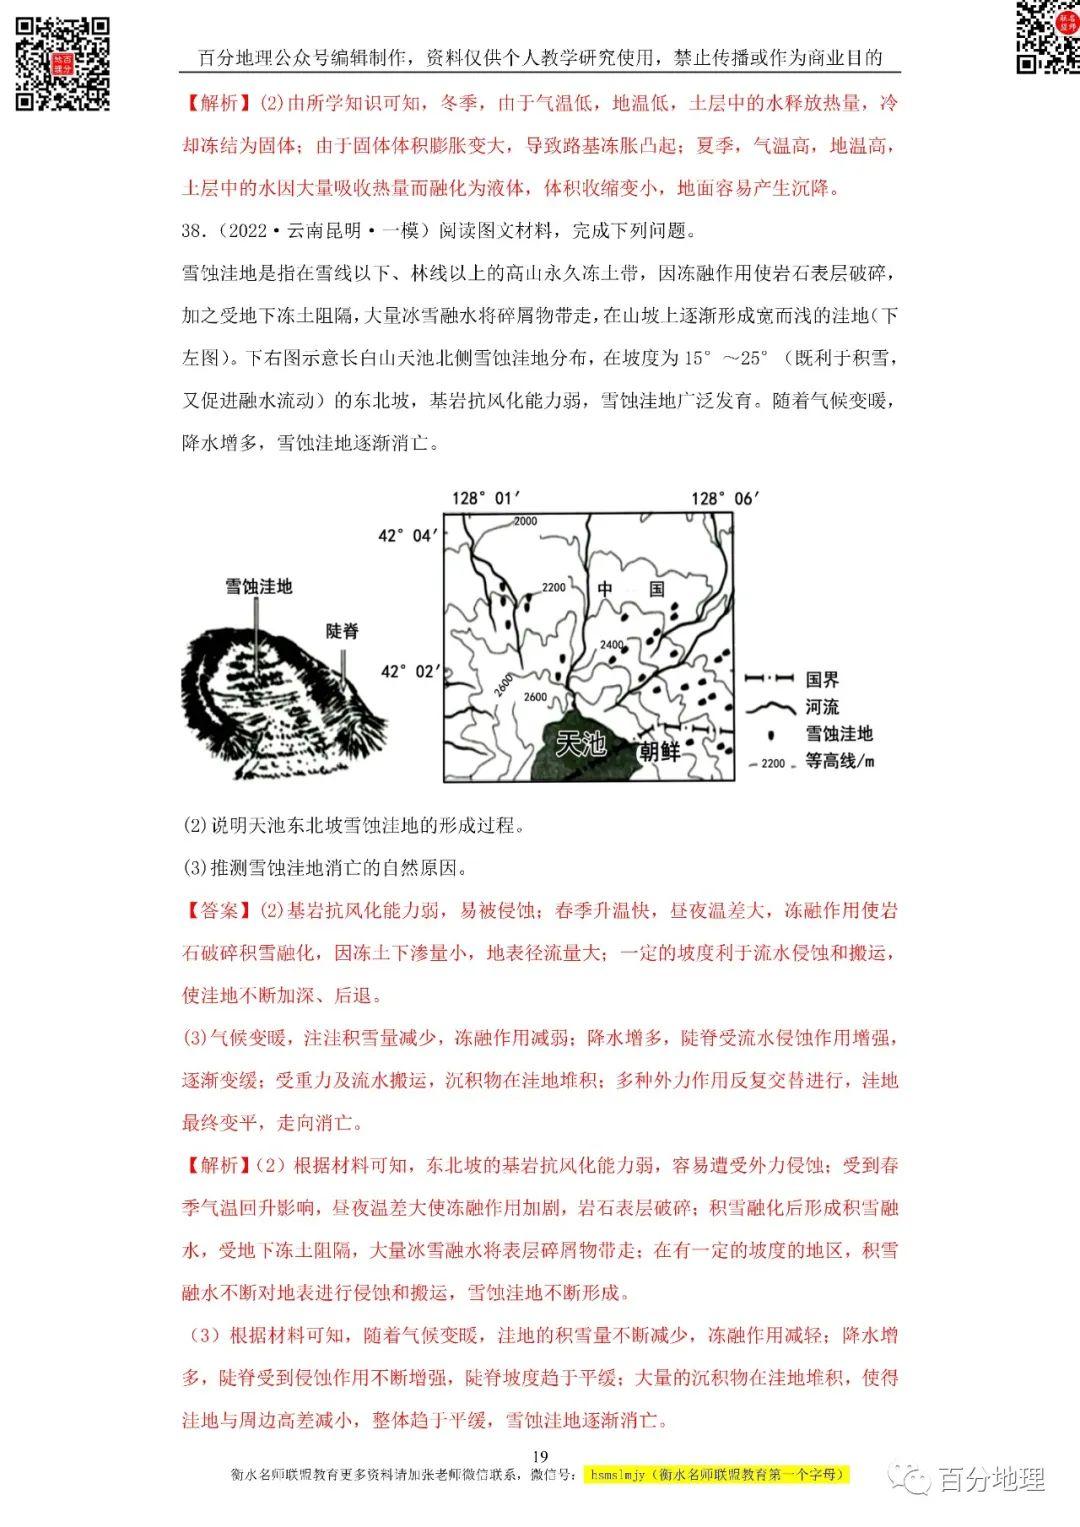 百分地理公众号编辑制作，资料仅供个人教学研究使用，禁止传播或作为商业目的
【解析】(2)由所学知识可知，冬季，由于气温低，地温低，土层中的水释放热量，冷
却冻结为固体；由于固体体积膨胀变大，导致路基冻胀凸起；夏季，气温高，地温高，
土层中的水因大量吸收热量而融化为液体，体积收缩变小，地面容易产生沉降。
38.（2022·云南昆明·一模）阅读图文材料，完成下列问题。
雪蚀洼地是指在雪线以下、林线以上的高山永久冻土带，因冻融作用使岩石表层破碎，
加之受地下冻土阻隔，大量冰雪融水将碎屑物带走，在山坡上逐渐形成宽而浅的洼地（下
左图）。下右图示意长白山天池北侧雪蚀洼地分布，在坡度为 15°～25°（既利于积雪，
又促进融水流动）的东北坡，基岩抗风化能力弱，雪蚀洼地广泛发育。随着气候变暖，
降水增多，雪蚀洼地逐渐消亡。
128° 01′ 128° 06′
42° 04′
42° 02′
2000
2200
中 国
2400
2600
2600
天池
朝鲜
雪蚀洼地
陡脊
国界
河流
雪蚀洼地
2200 等高线/m
(2)说明天池东北坡雪蚀洼地的形成过程。
(3)推测雪蚀洼地消亡的自然原因。
【答案】(2)基岩抗风化能力弱，易被侵蚀；春季升温快，昼夜温差大，冻融作用使岩
石破碎积雪融化，因冻土下渗量小，地表径流量大；一定的坡度利于流水侵蚀和搬运，
使洼地不断加深、后退。
(3)气候变暖，注洼积雪量减少，冻融作用减弱；降水增多，陡脊受流水侵蚀作用增强，
逐渐变缓；受重力及流水搬运，沉积物在洼地堆积；多种外力作用反复交替进行，洼地
最终变平，走向消亡。
【解析】（2）根据材料可知，东北坡的基岩抗风化能力弱，容易遭受外力侵蚀；受到春
季气温回升影响，昼夜温差大使冻融作用加剧，岩石表层破碎；积雪融化后形成积雪融
水，受地下冻土阻隔，大量冰雪融水将表层碎屑物带走；在有一定的坡度的地区，积雪
融水不断对地表进行侵蚀和搬运，雪蚀洼地不断形成。
（3）根据材料可知，随着气候变暖，洼地的积雪量不断减少，冻融作用减轻；降水增
多，陡脊受到侵蚀作用不断增强，陡脊坡度趋于平缓；大量的沉积物在洼地堆积，使得
洼地与周边高差减小，整体趋于平缓，雪蚀洼地逐渐消亡。
19
衡水名师联盟教育更多资料请加张老师微信联系，微信号： hsmslmjy（衡水名师联盟教育第一个字母）
百分地理